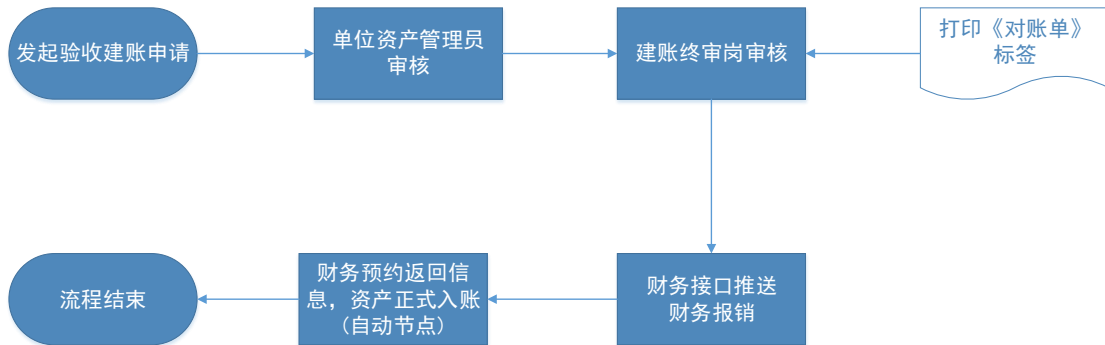 发起验收建账申请
单位资产管理员
审核
建账终审岗审核
打印《对账单》
标签
流程结束
财务预约返回信
息，资产正式入账
（自动节点）
财务接口推送
财务报销